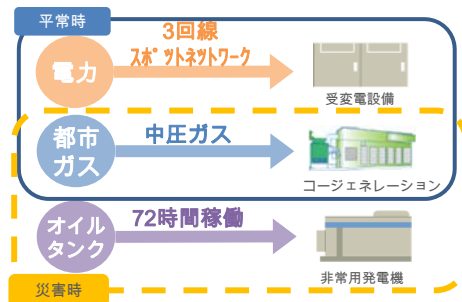 平常時
3回線
スポットネットワーク
電力
受変電設備
都市
ガス
中圧ガス
コージェネレーション
オイル
タンク
72時間稼働
非常用発電機
災害時